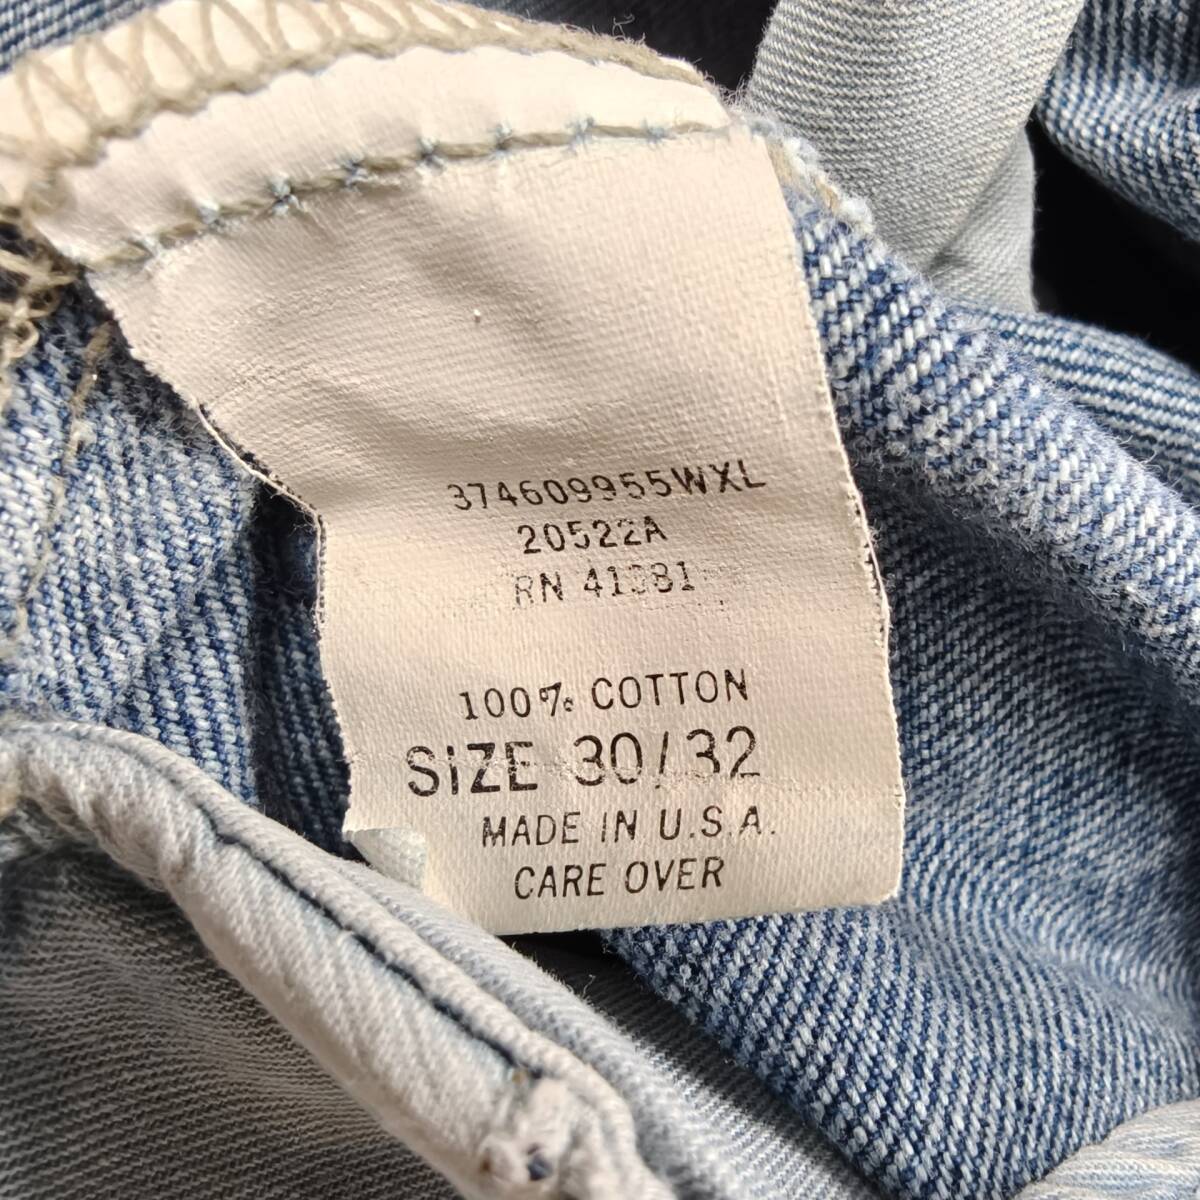 374609955WXL
20522A
RN 41381
100% COTTON
SIZE 30/32
MADE IN U.S.A.
CARE OVER